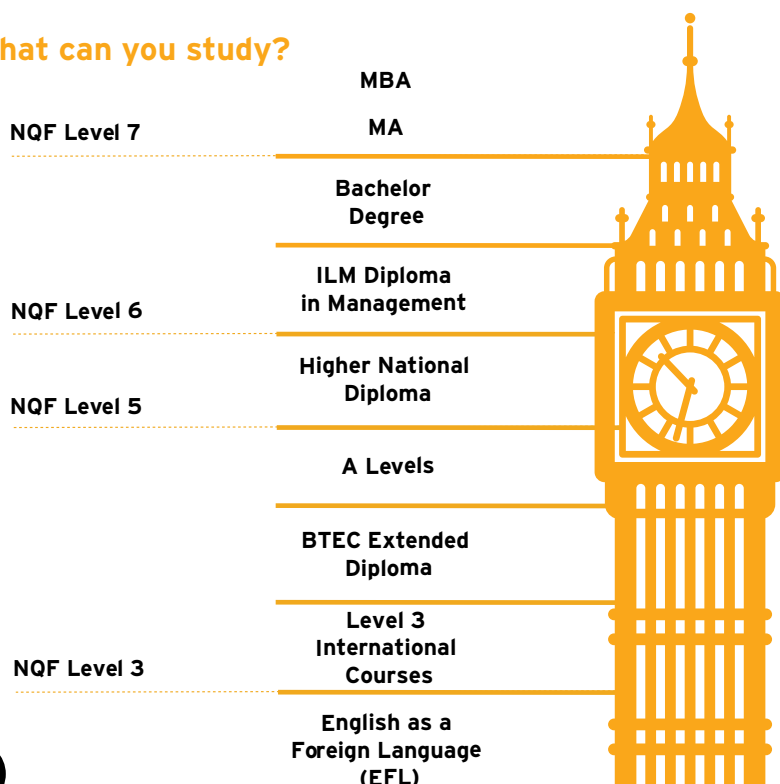 hat can you study?
MBA
NQF Level 7
MA
Bachelor
Degree
ILM Diploma
in Management
NQF Level 6
Higher National
Diploma
NQF Level 5
A Levels
BTEC Extended
Diploma
Level 3
International
Courses
NQF Level 3
English as a
Foreign Language
(EFL)